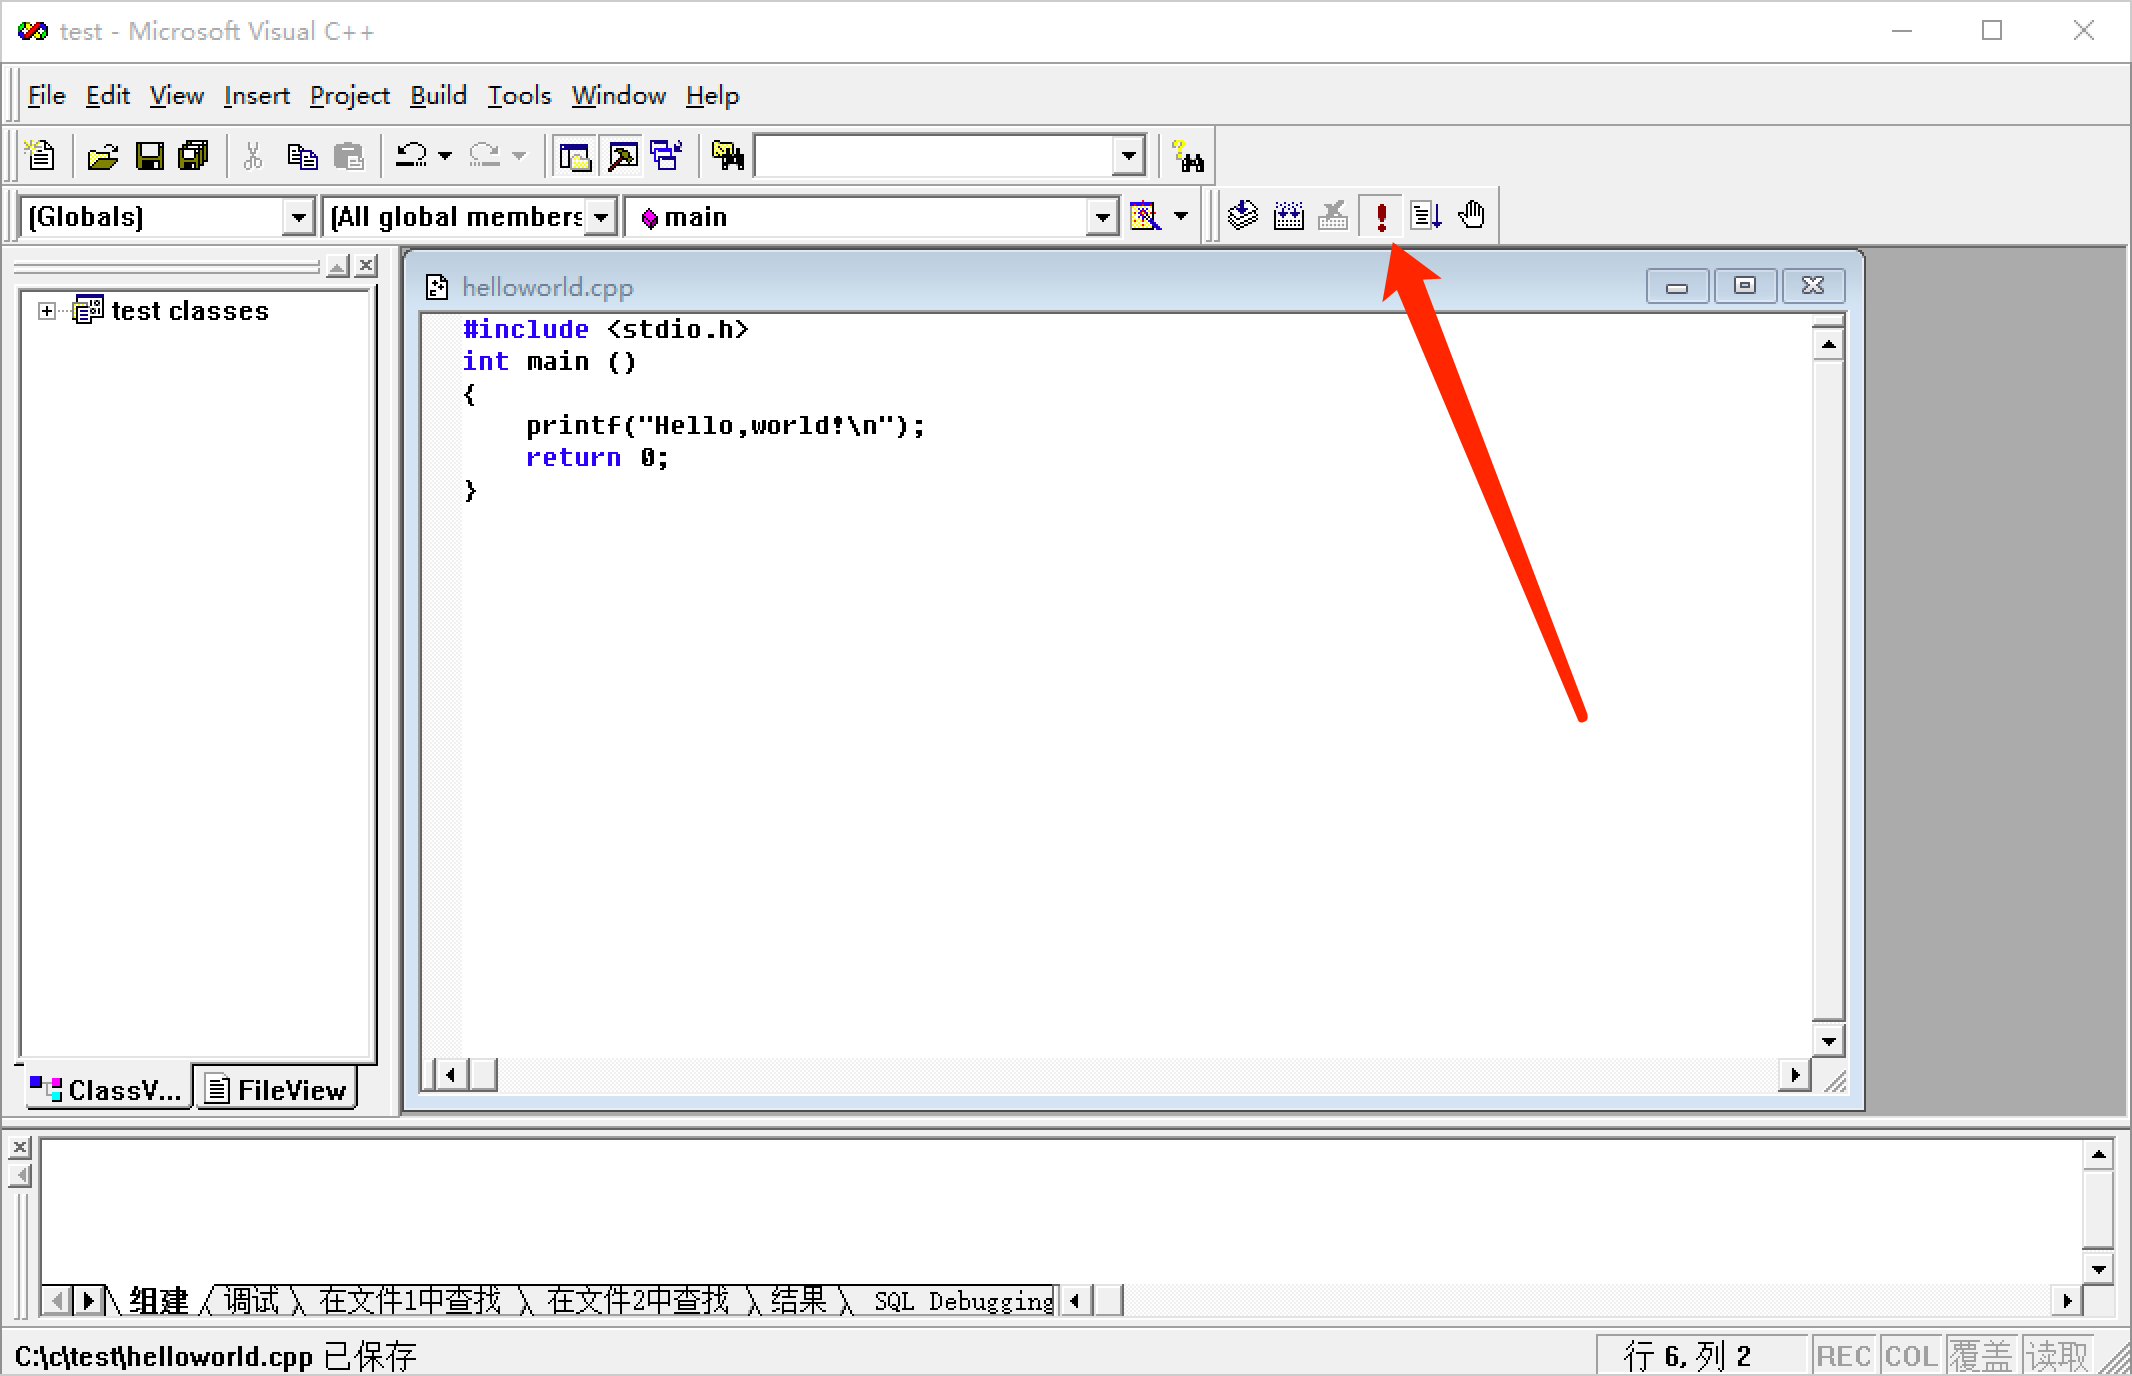 test - Microsoft Visual C++
File Edit View Insert Project Build Tools Window Help
(Globals) (All global members main
test classes
helloworld.cpp
#include <stdio.h>
int main ()
{
    printf("Hello,world!\n");
    return 0;
}
ClassV... FileView
组建 调试 在文件1中查找 在文件2中查找 结果 SQL Debugging
C:\c\test\helloworld.cpp 已保存 行 6, 列 2 REC COL 覆盖 读取